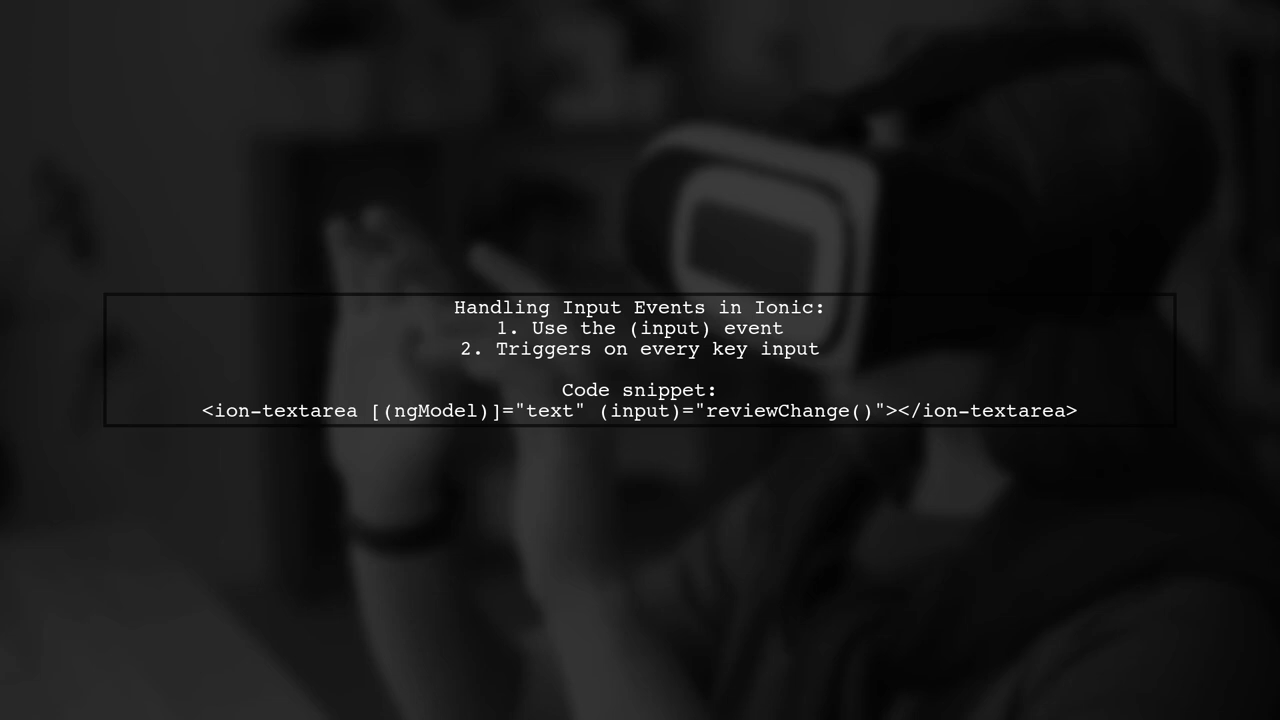 Handling Input Events in Ionic:
1. Use the (input) event
2. Triggers on every key input
Code snippet:
<ion-textarea [(ngModel)]="text" (input)="reviewChange()"></ion-textarea>